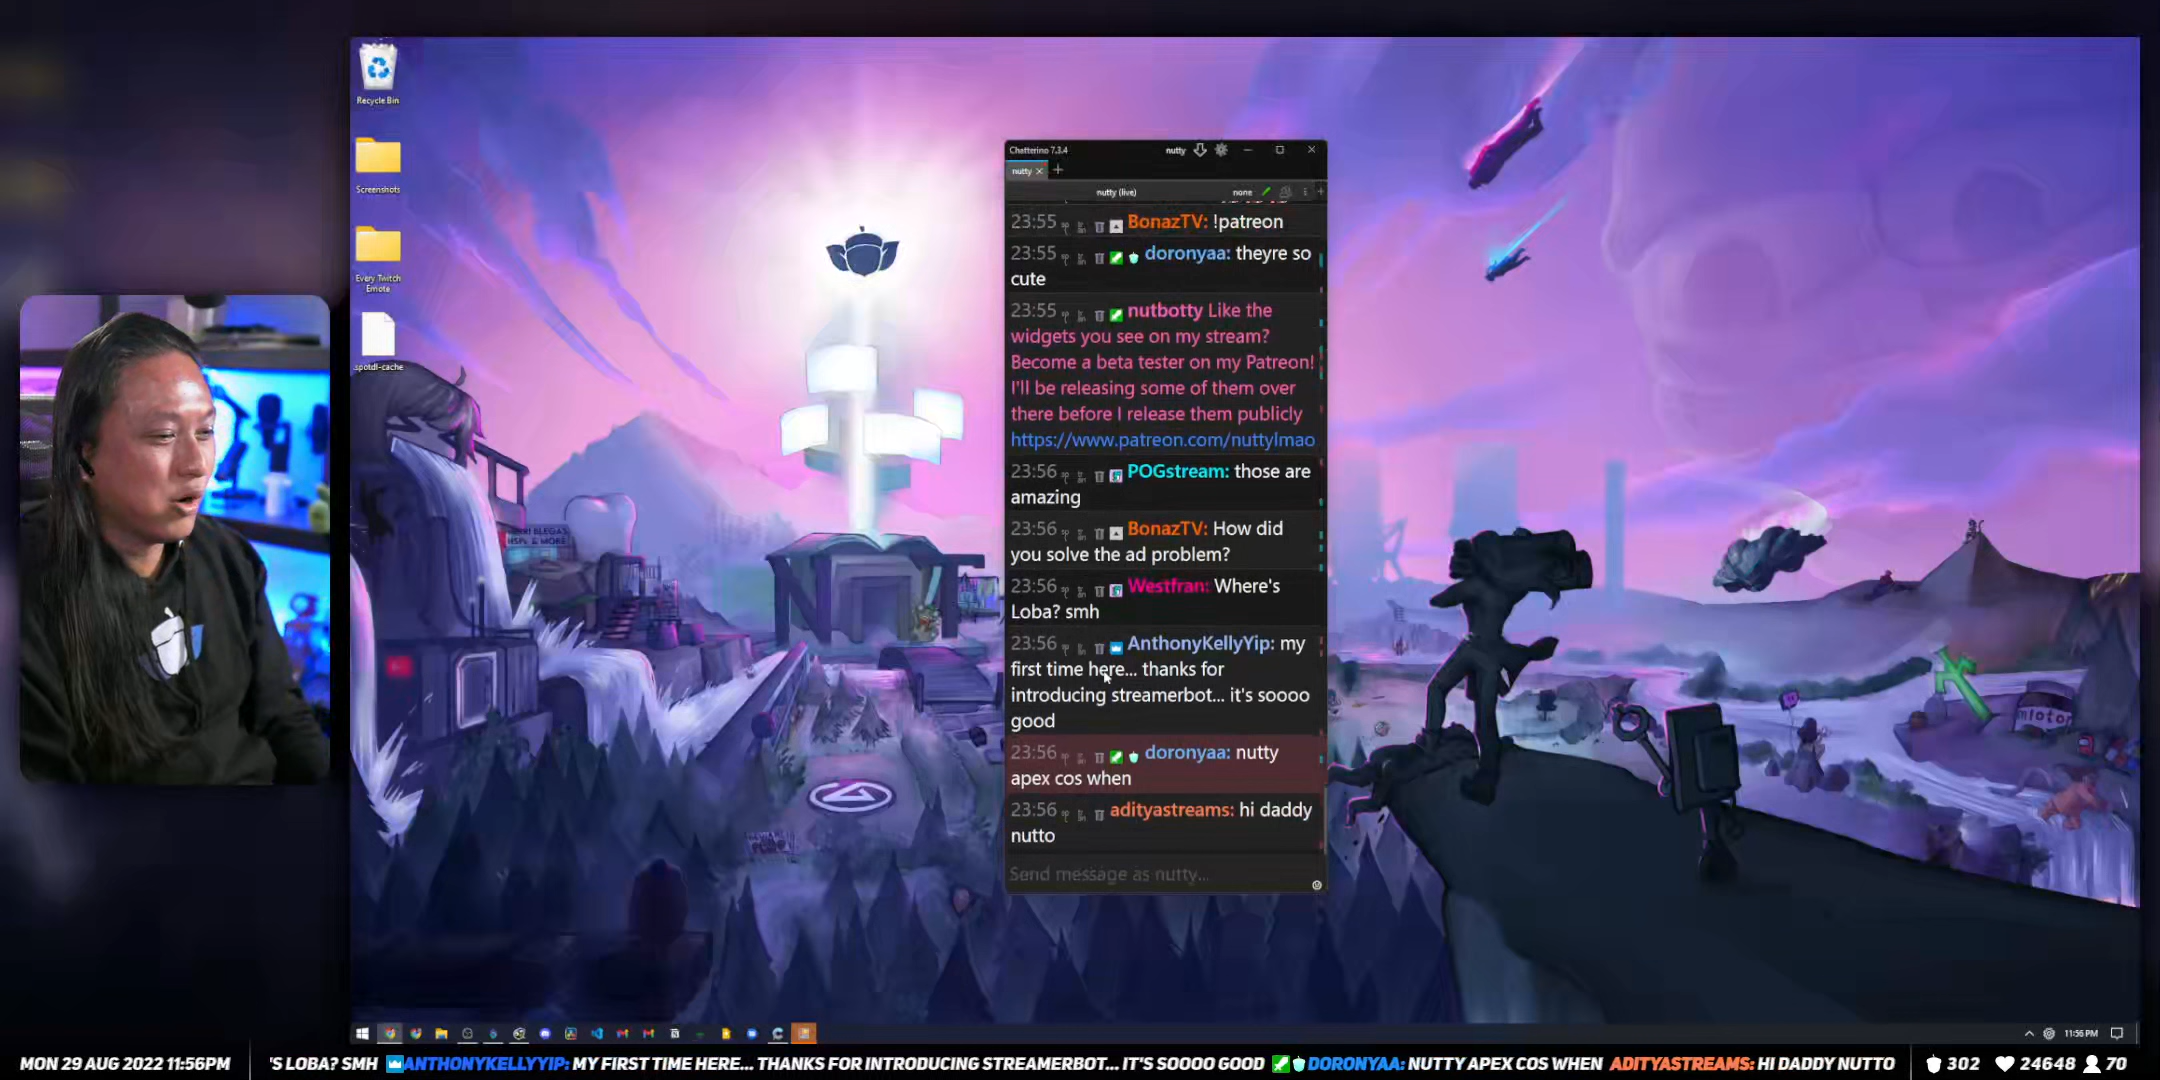 Recycle Bin
Screenshots
Every Twitch
Emote
.spotdl-cache
Chatterino 7.3.4
nutty
nutty
nutty (live)
none
23:55 BonazTV: !patreon
23:55 doronyaa: theyre so
cute
23:55 nutbotty Like the
widgets you see on my stream?
Become a beta tester on my Patreon!
I'll be releasing some of them over
there before I release them publicly
https://www.patreon.com/nuttylmao
23:56 POGstream: those are
amazing
23:56 BonazTV: How did
you solve the ad problem?
23:56 Westfran: Where's
Loba? smh
23:56 AnthonyKellyYip: my
first time here... thanks for
introducing streamerbot... it's soooo
good
23:56 doronyaa: nutty
apex cos when
23:56 adityastreams: hi daddy
nutto
Send message as nutty...
11:56 PM
MON 29 AUG 2022 11:56PM
'S LOBA? SMH ANTHONYKELLYYIP: MY FIRST TIME HERE... THANKS FOR INTRODUCING STREAMERBOT... IT'S SOOOO GOOD DORONYAA: NUTTY APEX COS WHEN ADITYASTREAMS: HI DADDY NUTTO
302 24648 70